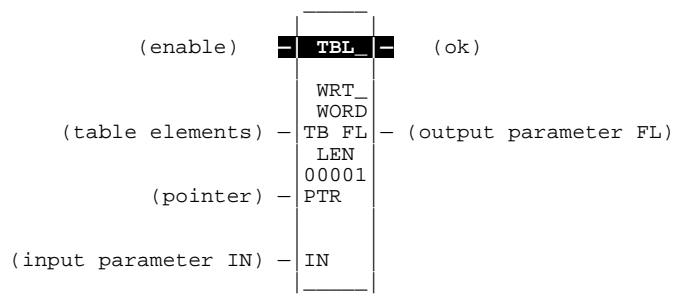 (enable) TBL_ (ok)
WRT_
WORD
(table elements) TB FL (output parameter FL)
LEN
00001
(pointer) PTR
(input parameter IN) IN